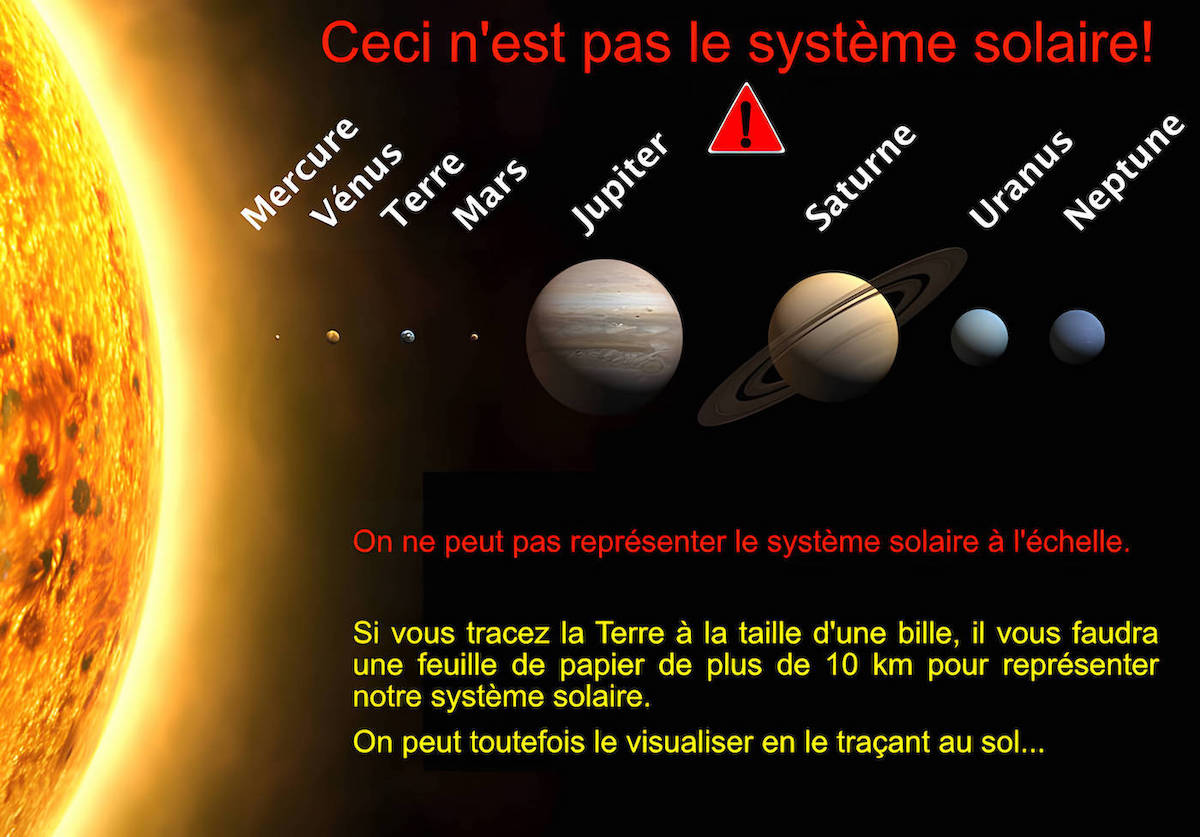 Ceci n'est pas le système solaire!
Mercure
Vénus
Terre
Mars
Jupiter
Saturne
Uranus
Neptune
On ne peut pas représenter le système solaire à l'échelle.
Si vous tracez la Terre à la taille d'une bille, il vous faudra
une feuille de papier de plus de 10 km pour représenter
notre système solaire.
On peut toutefois le visualiser en le traçant au sol...